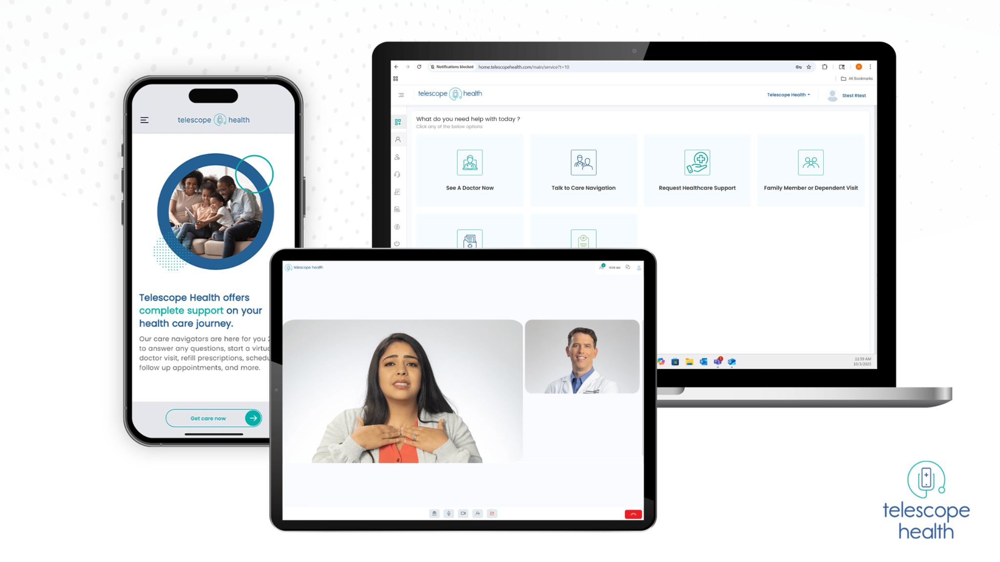 telescope health
Telescope Health offers
complete support on your
health care journey.
Our care navigators are here for you
to answer any questions, start a
doctor visit, refill prescriptions,
follow up appointments, and more.
Get care now
Notifications blocked
home.telescopehealth.com/main/service?t=10
H
All Bookmarks
telescope health
Telescope Health
Stest Rtest
What do you need help with today ?
Click any of the below options
See A Doctor Now
Talk to Care Navigation
Request Healthcare Support
Family Member or Dependent Visit
1
11:59 AM
10/3/2025
telescope health
10:29 AM
telescope
health